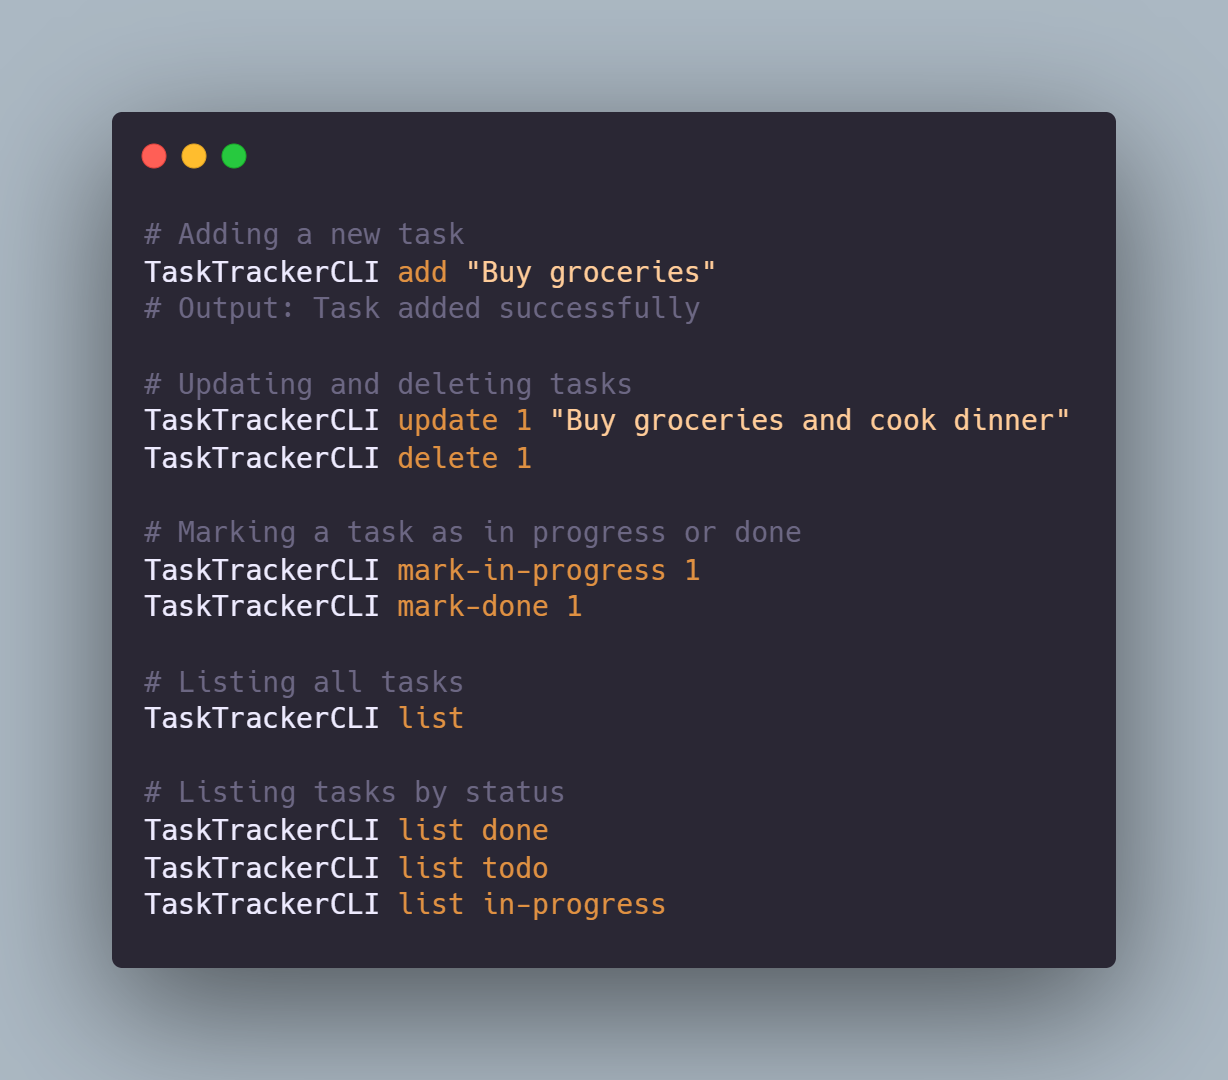 # Adding a new task
TaskTrackerCLI add "Buy groceries"
# Output: Task added successfully
# Updating and deleting tasks
TaskTrackerCLI update 1 "Buy groceries and cook dinner"
TaskTrackerCLI delete 1
# Marking a task as in progress or done
TaskTrackerCLI mark-in-progress 1
TaskTrackerCLI mark-done 1
# Listing all tasks
TaskTrackerCLI list
# Listing tasks by status
TaskTrackerCLI list done
TaskTrackerCLI list todo
TaskTrackerCLI list in-progress